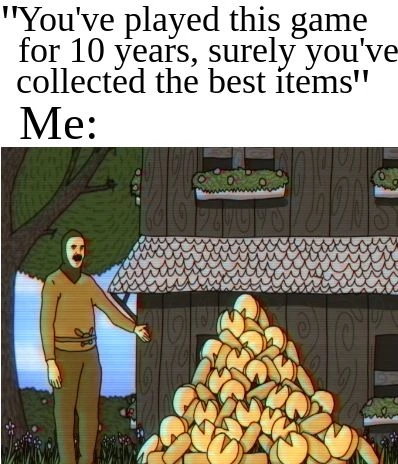 "You've played this game
for 10 years, surely you've
collected the best items"
Me: